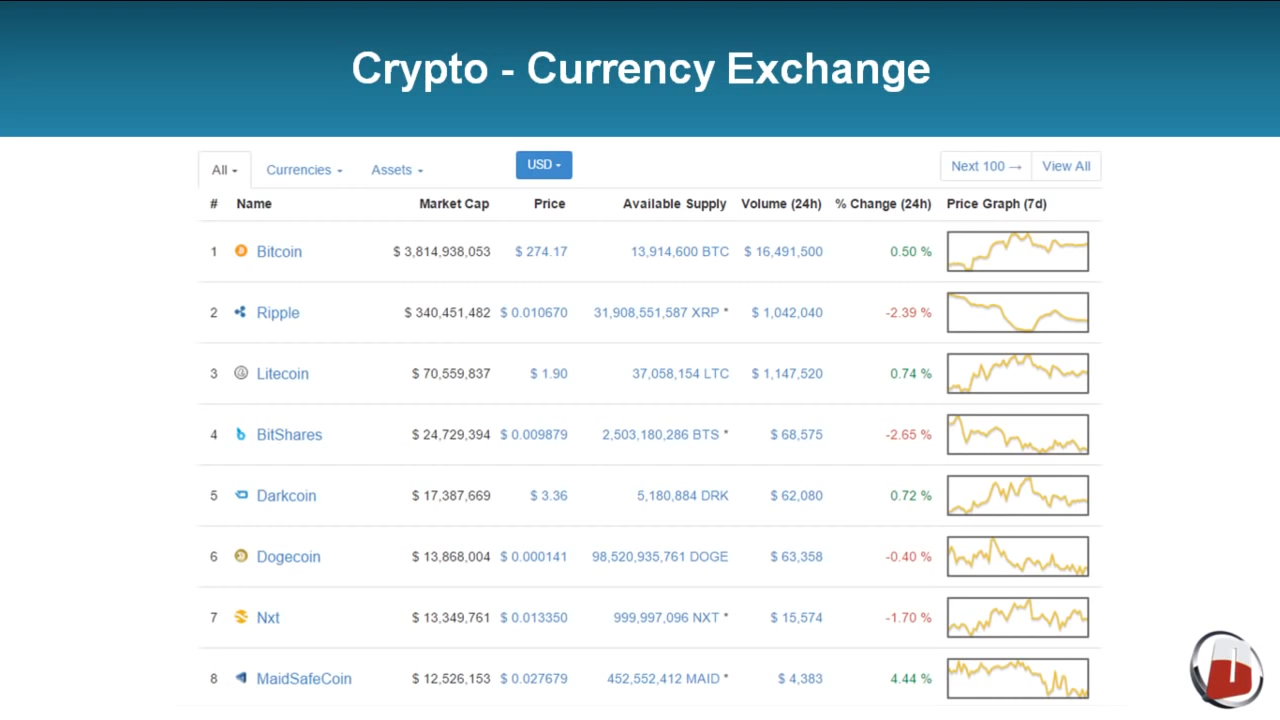 Crypto - Currency Exchange
All Currencies Assets USD Next 100 → View All
# Name Market Cap Price Available Supply Volume (24h) % Change (24h) Price Graph (7d)
1 Bitcoin $ 3,814,938,053 $ 274.17 13,914,600 BTC $ 16,491,500 0.50 %
2 Ripple $ 340,451,482 $ 0.010670 31,908,551,587 XRP * $ 1,042,040 -2.39 %
3 Litecoin $ 70,559,837 $ 1.90 37,058,154 LTC $ 1,147,520 0.74 %
4 BitShares $ 24,729,394 $ 0.009879 2,503,180,286 BTS * $ 68,575 -2.65 %
5 Darkcoin $ 17,387,669 $ 3.36 5,180,884 DRK $ 62,080 0.72 %
6 Dogecoin $ 13,868,004 $ 0.000141 98,520,935,761 DOGE $ 63,358 -0.40 %
7 Nxt $ 13,349,761 $ 0.013350 999,997,096 NXT * $ 15,574 -1.70 %
8 MaidSafeCoin $ 12,526,153 $ 0.027679 452,552,412 MAID * $ 4,383 4.44 %